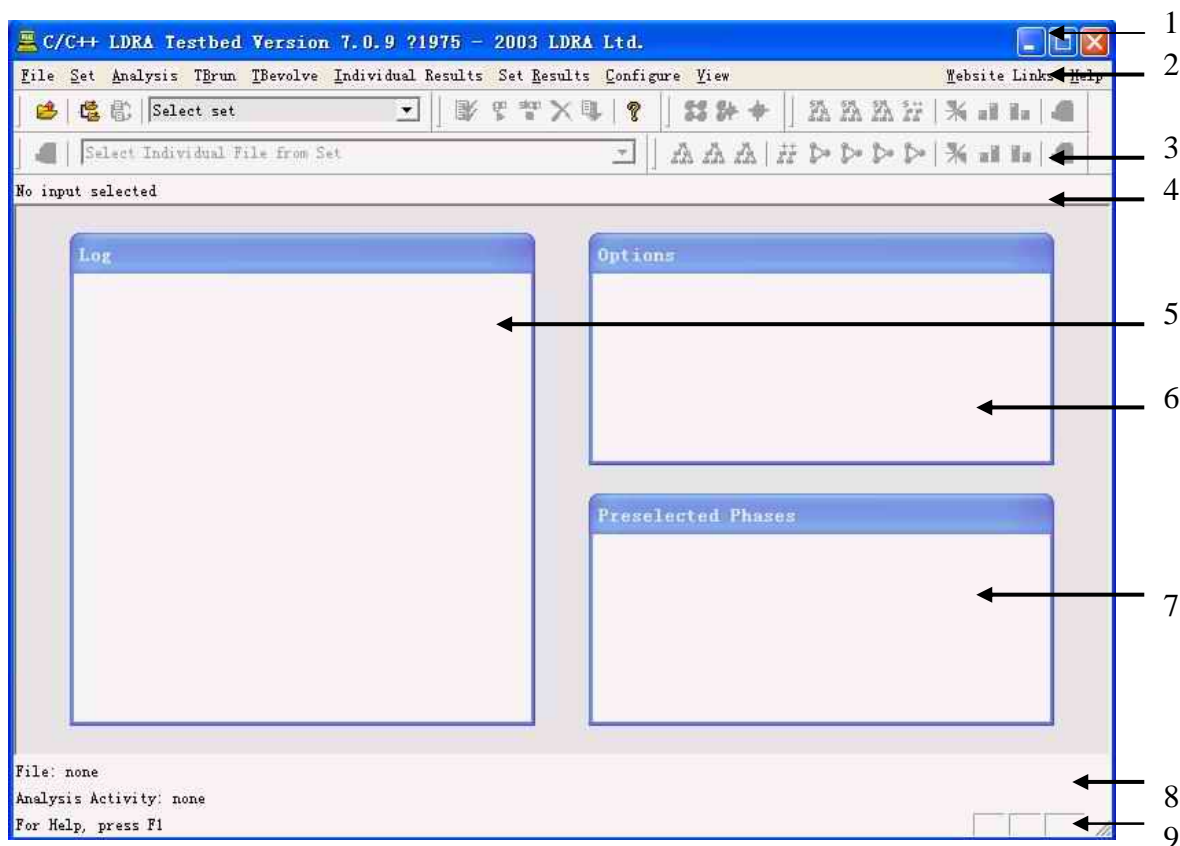 C/C++ LDRA Testbed Version 7.0.9 ?1975 - 2003 LDRA Ltd.
1
File Set Analysis TBrun TBevolve Individual Results Set Results Configure View Website Links Help
2
Select set
Select Individual File from Set
3
No input selected
4
Log
Options
5
6
Preselected Phases
7
File: none
8
Analysis Activity: none
For Help, press F1
9